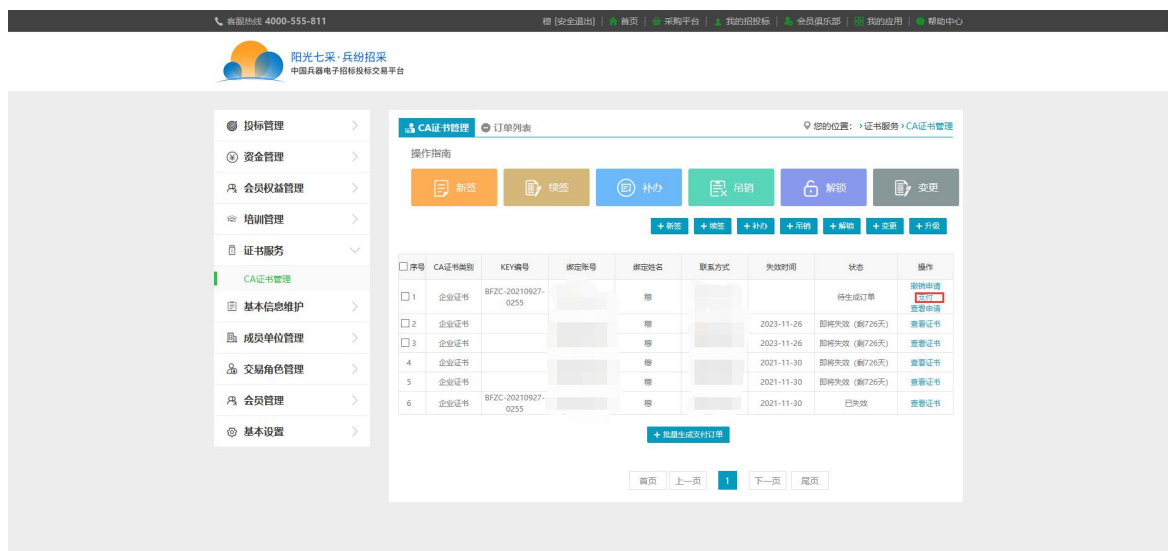 客服热线 4000-555-811
穆 [安全退出] | 首页 | 采购平台 | 我的招投标 | 会员俱乐部 | 我的应用 | 帮助中心
阳光七采·兵纷招采
中国兵器电子招标投标交易平台
投标管理
资金管理
会员权益管理
培训管理
证书服务
CA证书管理
基本信息维护
成员单位管理
交易角色管理
会员管理
基本设置
CA证书管理 订单列表 您的位置：›证书服务›CA证书管理
操作指南
新签 续签 补办 吊销 解锁 变更
+新签 +续签 +补办 +吊销 +解锁 +变更 +升级
序号 CA证书类别 KEY编号 绑定账号 绑定姓名 联系方式 失效时间 状态 操作
1 企业证书 BFZC-20210927-0255 穆 待生成订单 撤销申请 支付 查看申请
2 企业证书 穆 2023-11-26 即将失效 (剩726天) 查看证书
3 企业证书 穆 2023-11-26 即将失效 (剩726天) 查看证书
4 企业证书 穆 2021-11-30 即将失效 (剩726天) 查看证书
5 企业证书 穆 2021-11-30 即将失效 (剩726天) 查看证书
6 企业证书 BFZC-20210927-0255 穆 2021-11-30 已失效 查看证书
+批量生成支付订单
首页 上一页 1 下一页 尾页